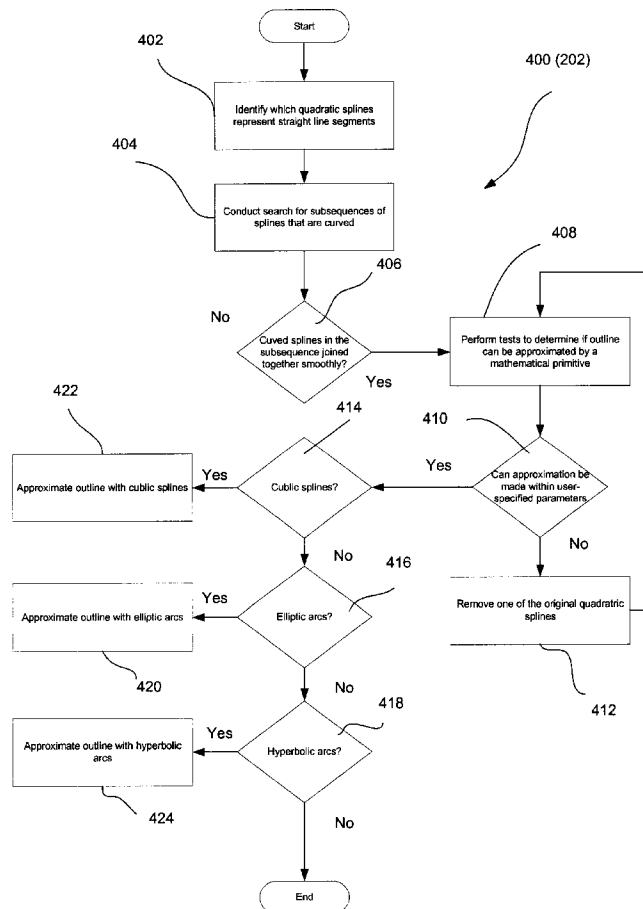 Start
402
400 (202)
Identify which quadratic splines
represent straight line segments
404
Conduct search for subsequences of
splines that are curved
408
406
No
Cuved splines in the
subsequence joined
together smoothly?
Yes
Perform tests to determine if outline
can be approximated by a
mathematical primitive
422
414
410
Approximate outline with cublic splines
Yes
Cublic splines?
Yes
Can approximation be
made within user-
specified parameters
No
No
416
Approximate outline with elliptic arcs
Yes
Elliptic arcs?
Remove one of the original quadratric
splines
420
No
412
418
Approximate outline with hyperbolic
arcs
Yes
Hyperbolic arcs?
424
No
End